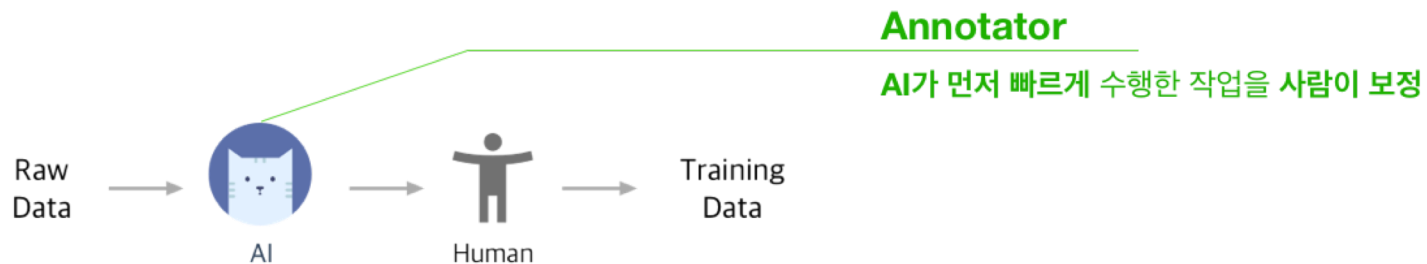 Annotator
AI가 먼저 빠르게 수행한 작업을 사람이 보정
Raw
Data
AI
Human
Training
Data